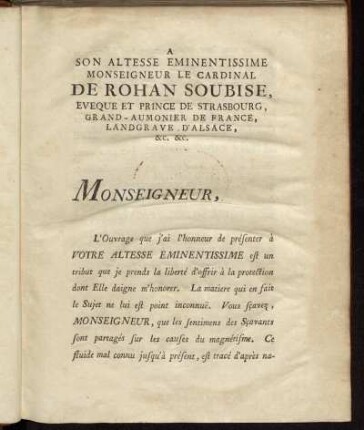 A
SON ALTESSE EMINENTISSIME
MONSEIGNEUR LE CARDINAL
DE ROHAN SOUBISE,
EVEQUE ET PRINCE DE STRASBOURG,
GRAND-AUMONIER DE FRANCE,
LANDGRAVE D'ALSACE,
&c. &c.
MONSEIGNEUR,
L'Ouvrage que j'ai l'honneur de présenter à
VOTRE ALTESSE EMINENTISSIME est un
tribut que je prends la liberté d'offrir à la protection
dont Elle daigne m'honorer. La matiere qui en fait
le Sujet ne lui est point inconnuë. Vous sçavez,
MONSEIGNEUR, que les sentimens des Sçavants
sont partagés sur les causes du magnétisme. Ce
fluide mal connu jusqu'à présent, est tracé d'après na-